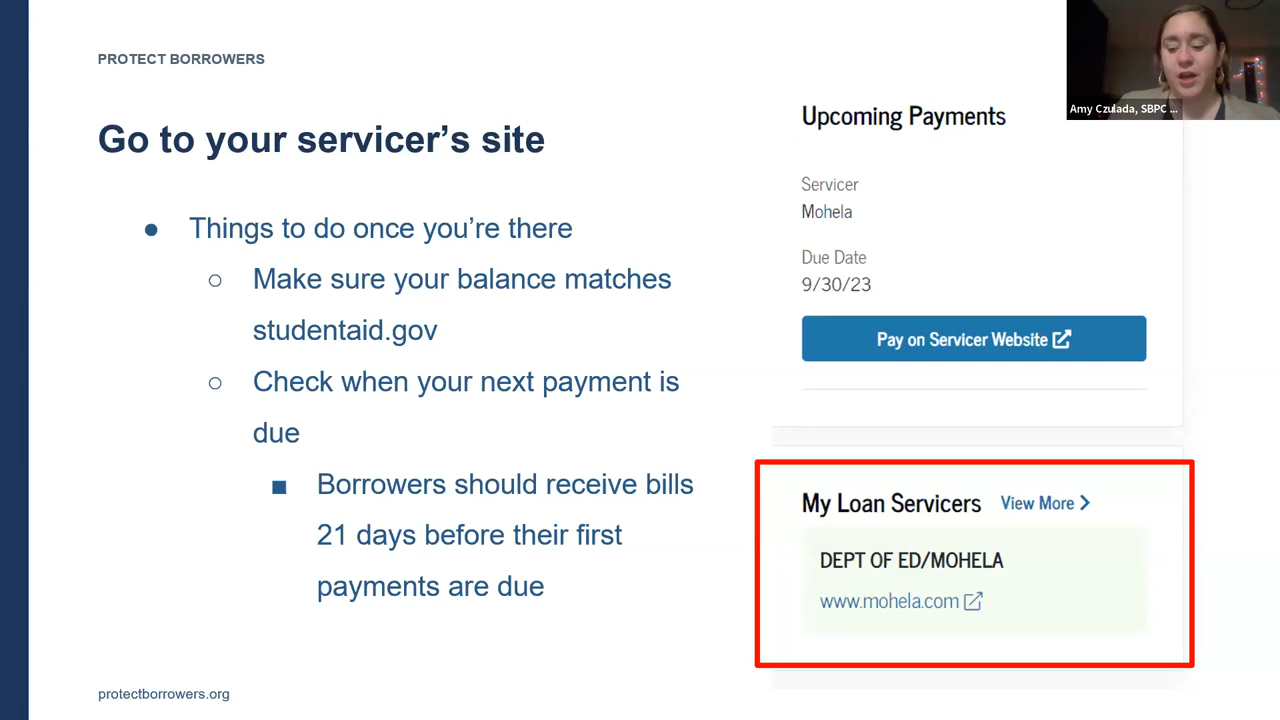 PROTECT BORROWERS
Go to your servicer’s site
● Things to do once you’re there
○ Make sure your balance matches
studentaid.gov
○ Check when your next payment is
due
■ Borrowers should receive bills
21 days before their first
payments are due
protectborrowers.org
Upcoming Payments
Servicer
Mohela
Due Date
9/30/23
Pay on Servicer Website
My Loan Servicers View More
DEPT OF ED/MOHELA
www.mohela.com
Amy Czulada, SBPC ...